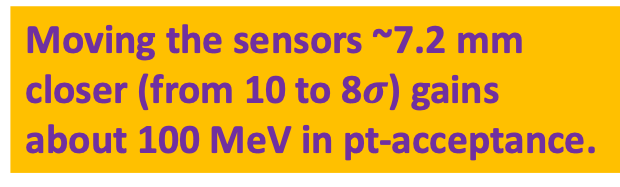 Moving the sensors ~7.2 mm
closer (from 10 to 8σ) gains
about 100 MeV in pt-acceptance.